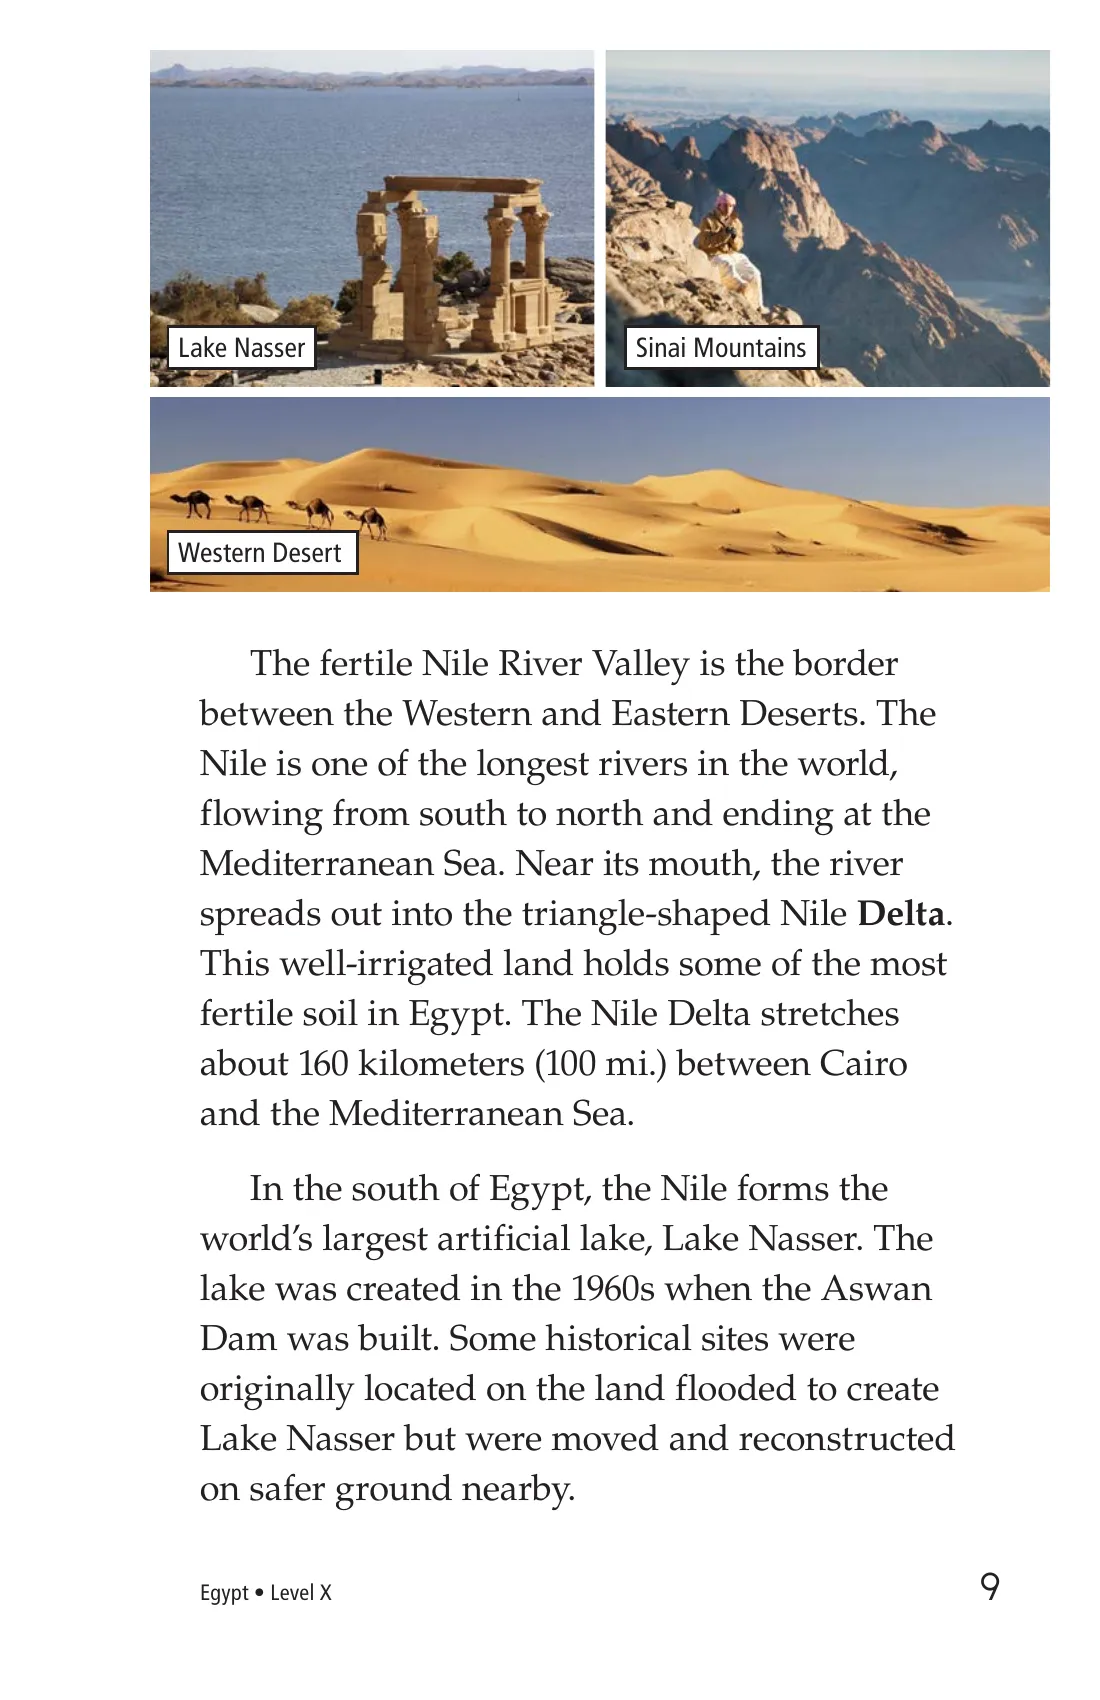 Lake Nasser
Sinai Mountains
Western Desert
The fertile Nile River Valley is the border
between the Western and Eastern Deserts. The
Nile is one of the longest rivers in the world,
flowing from south to north and ending at the
Mediterranean Sea. Near its mouth, the river
spreads out into the triangle-shaped Nile Delta.
This well-irrigated land holds some of the most
fertile soil in Egypt. The Nile Delta stretches
about 160 kilometers (100 mi.) between Cairo
and the Mediterranean Sea.
In the south of Egypt, the Nile forms the
world’s largest artificial lake, Lake Nasser. The
lake was created in the 1960s when the Aswan
Dam was built. Some historical sites were
originally located on the land flooded to create
Lake Nasser but were moved and reconstructed
on safer ground nearby.
Egypt • Level X
9